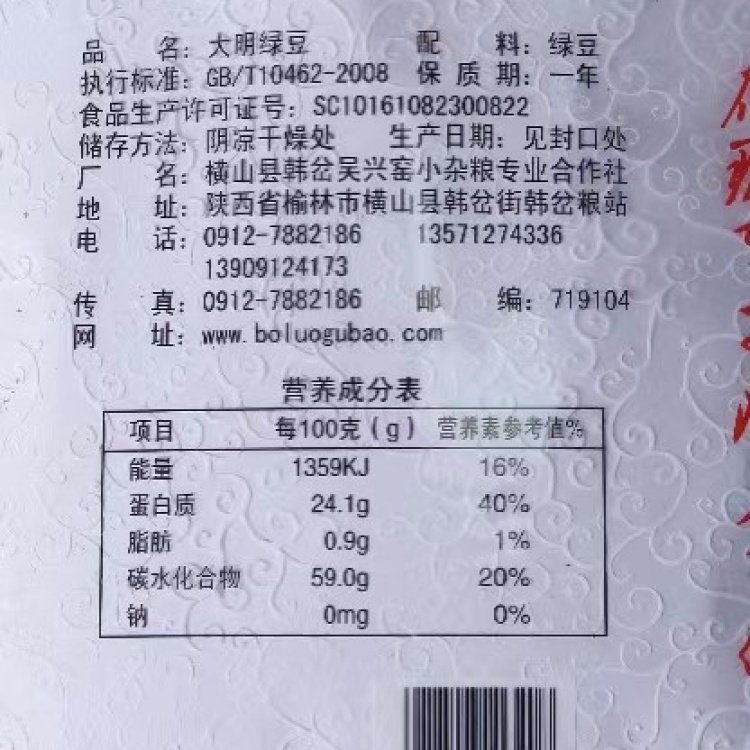 品 名：大明绿豆 配 料：绿豆
执行标准：GB/T10462-2008 保 质 期：一年
食品生产许可证号：SC10161082300822
储存方法：阴凉干燥处 生产日期：见封口处
厂 名：横山县韩岔吴兴窑小杂粮专业合作社
地 址：陕西省榆林市横山县韩岔街韩岔粮站
电 话：0912-7882186 13571274336
13909124173
传 真：0912-7882186 邮 编：719104
网 址：www.boluogubao.com
营养成分表
项目 每100克（g） 营养素参考值%
能量 1359KJ 16%
蛋白质 24.1g 40%
脂肪 0.9g 1%
碳水化合物 59.0g 20%
钠 0mg 0%